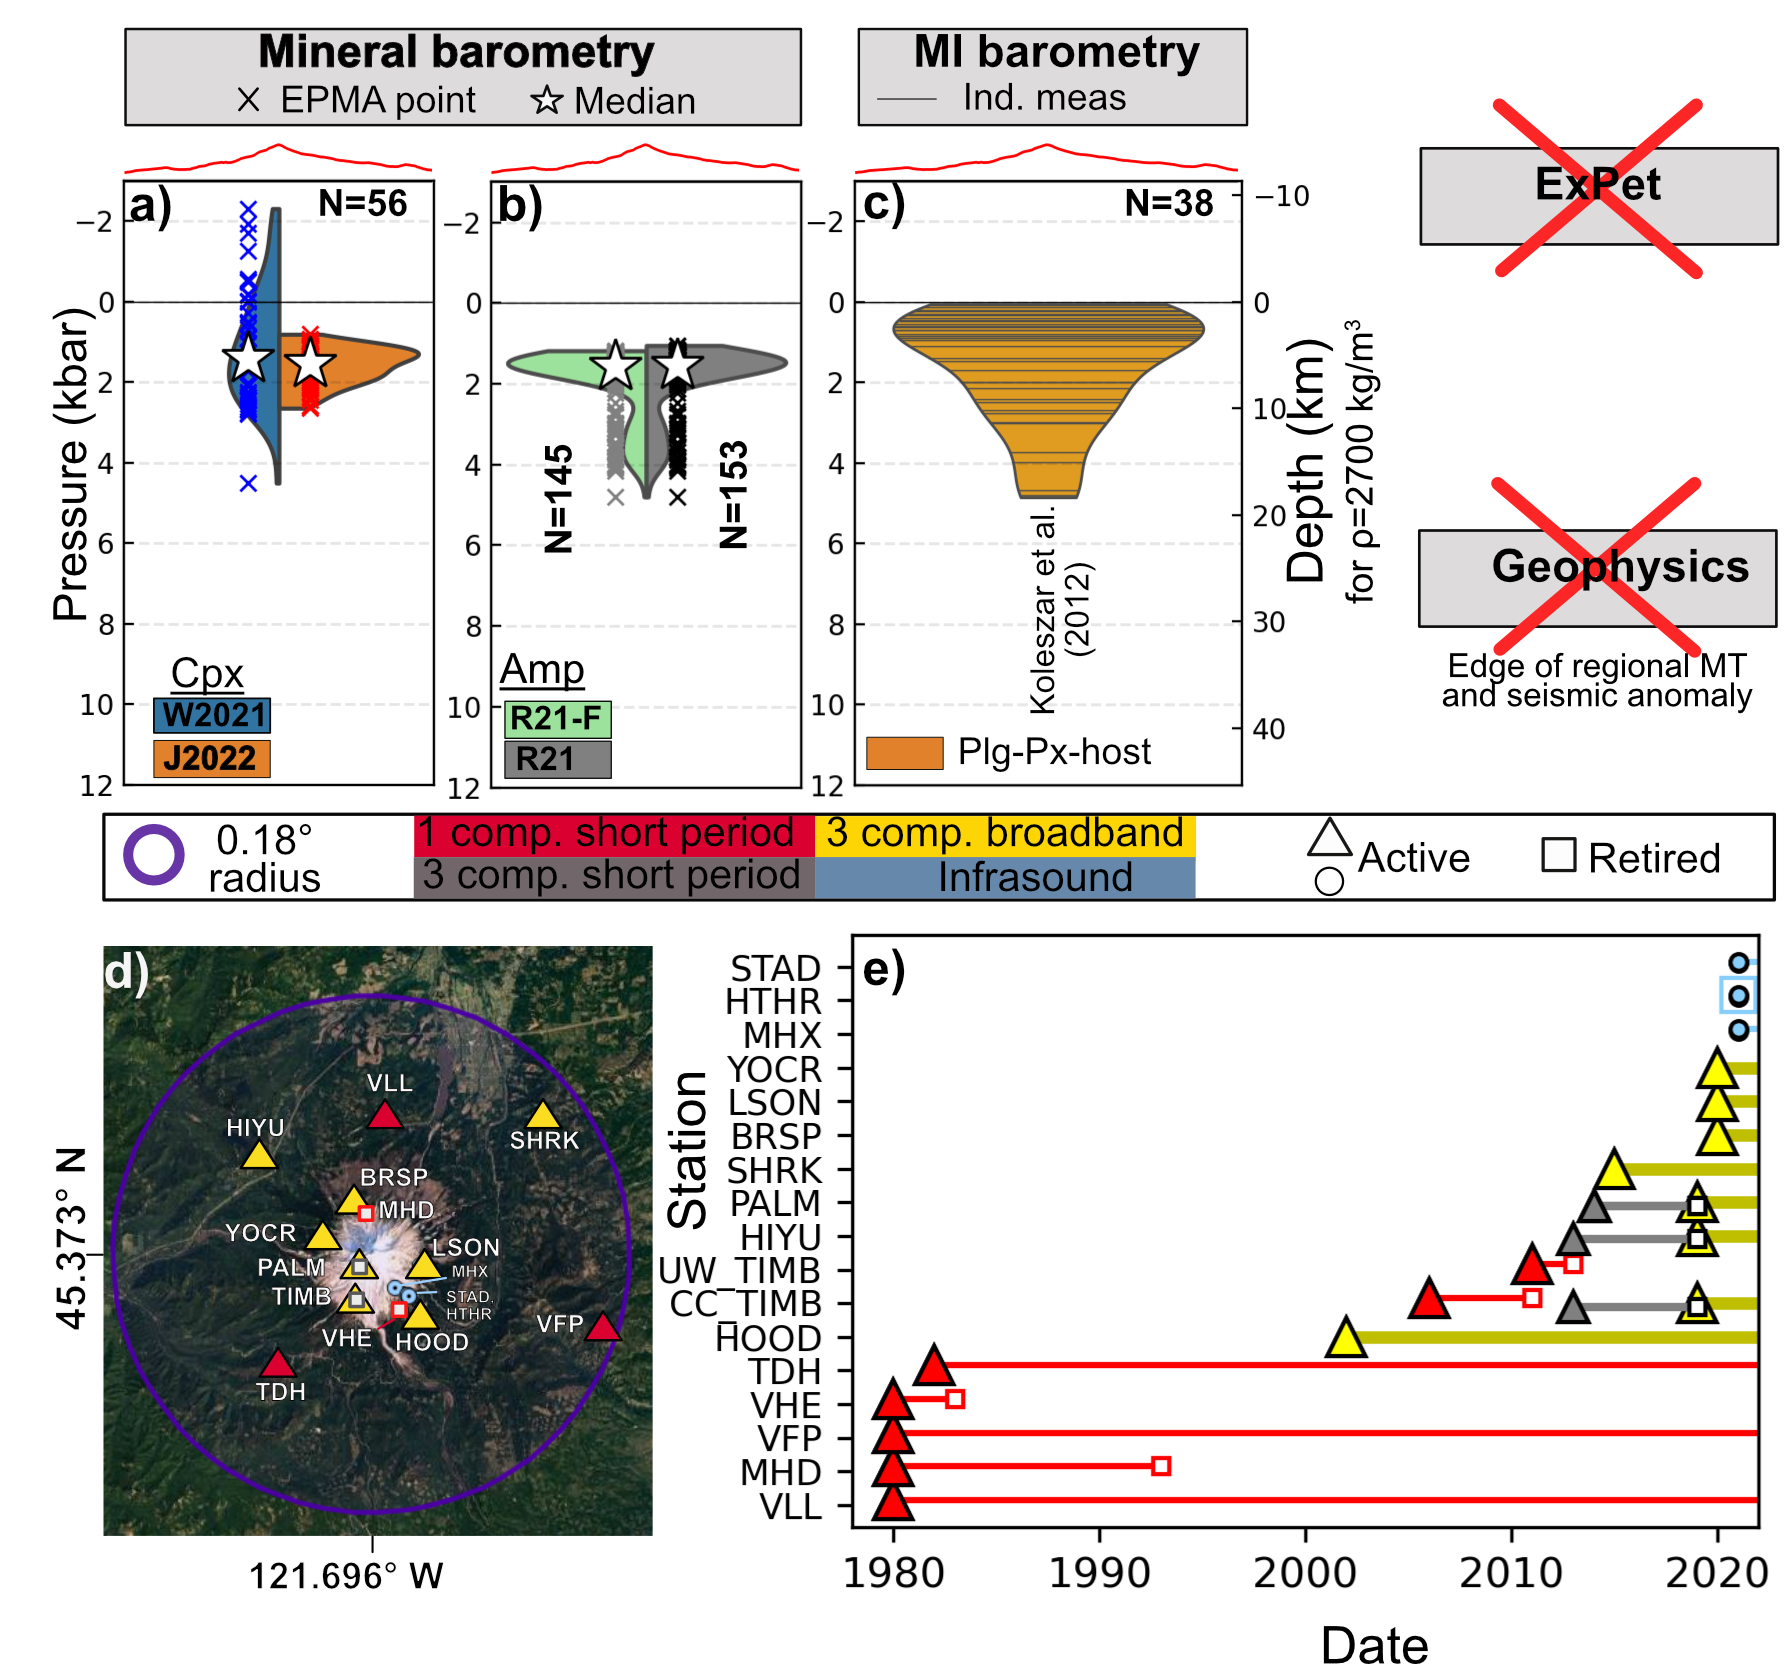 Mineral barometry
EPMA point
Median
MI barometry
Ind. meas
ExPet
Geophysics
Edge of regional MT
and seismic anomaly
Pressure (kbar)
a)
N=56
−2
0
2
4
6
8
10
12
Cpx
W2021
J2022
b)
−2
0
2
4
6
8
10
12
N=145
N=153
Amp
R21-F
R21
c)
N=38
−2
0
2
4
6
8
10
12
Koleszar et al.
(2012)
Plg-Px-host
−10
0
10
20
30
40
Depth (km)
for ρ=2700 kg/m³
0.18°
radius
1 comp. short period
3 comp. broadband
3 comp. short period
Infrasound
Active
Retired
d)
VLL
HIYU
SHRK
BRSP
MHD
YOCR
LSON
PALM
MHX
TIMB
STAD,
HTHR
VHE
HOOD
VFP
TDH
45.373° N
121.696° W
e)
Station
STAD
HTHR
MHX
YOCR
LSON
BRSP
SHRK
PALM
HIYU
UW_TIMB
CC_TIMB
HOOD
TDH
VHE
VFP
MHD
VLL
1980
1990
2000
2010
2020
Date